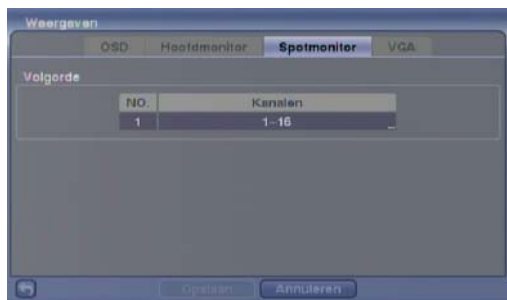 Weergeven
OSD Hoofdmonitor Spotmonitor VGA
Volgorde
NO. Kanalen
1 1~16 ...
Opslaan Annuleren